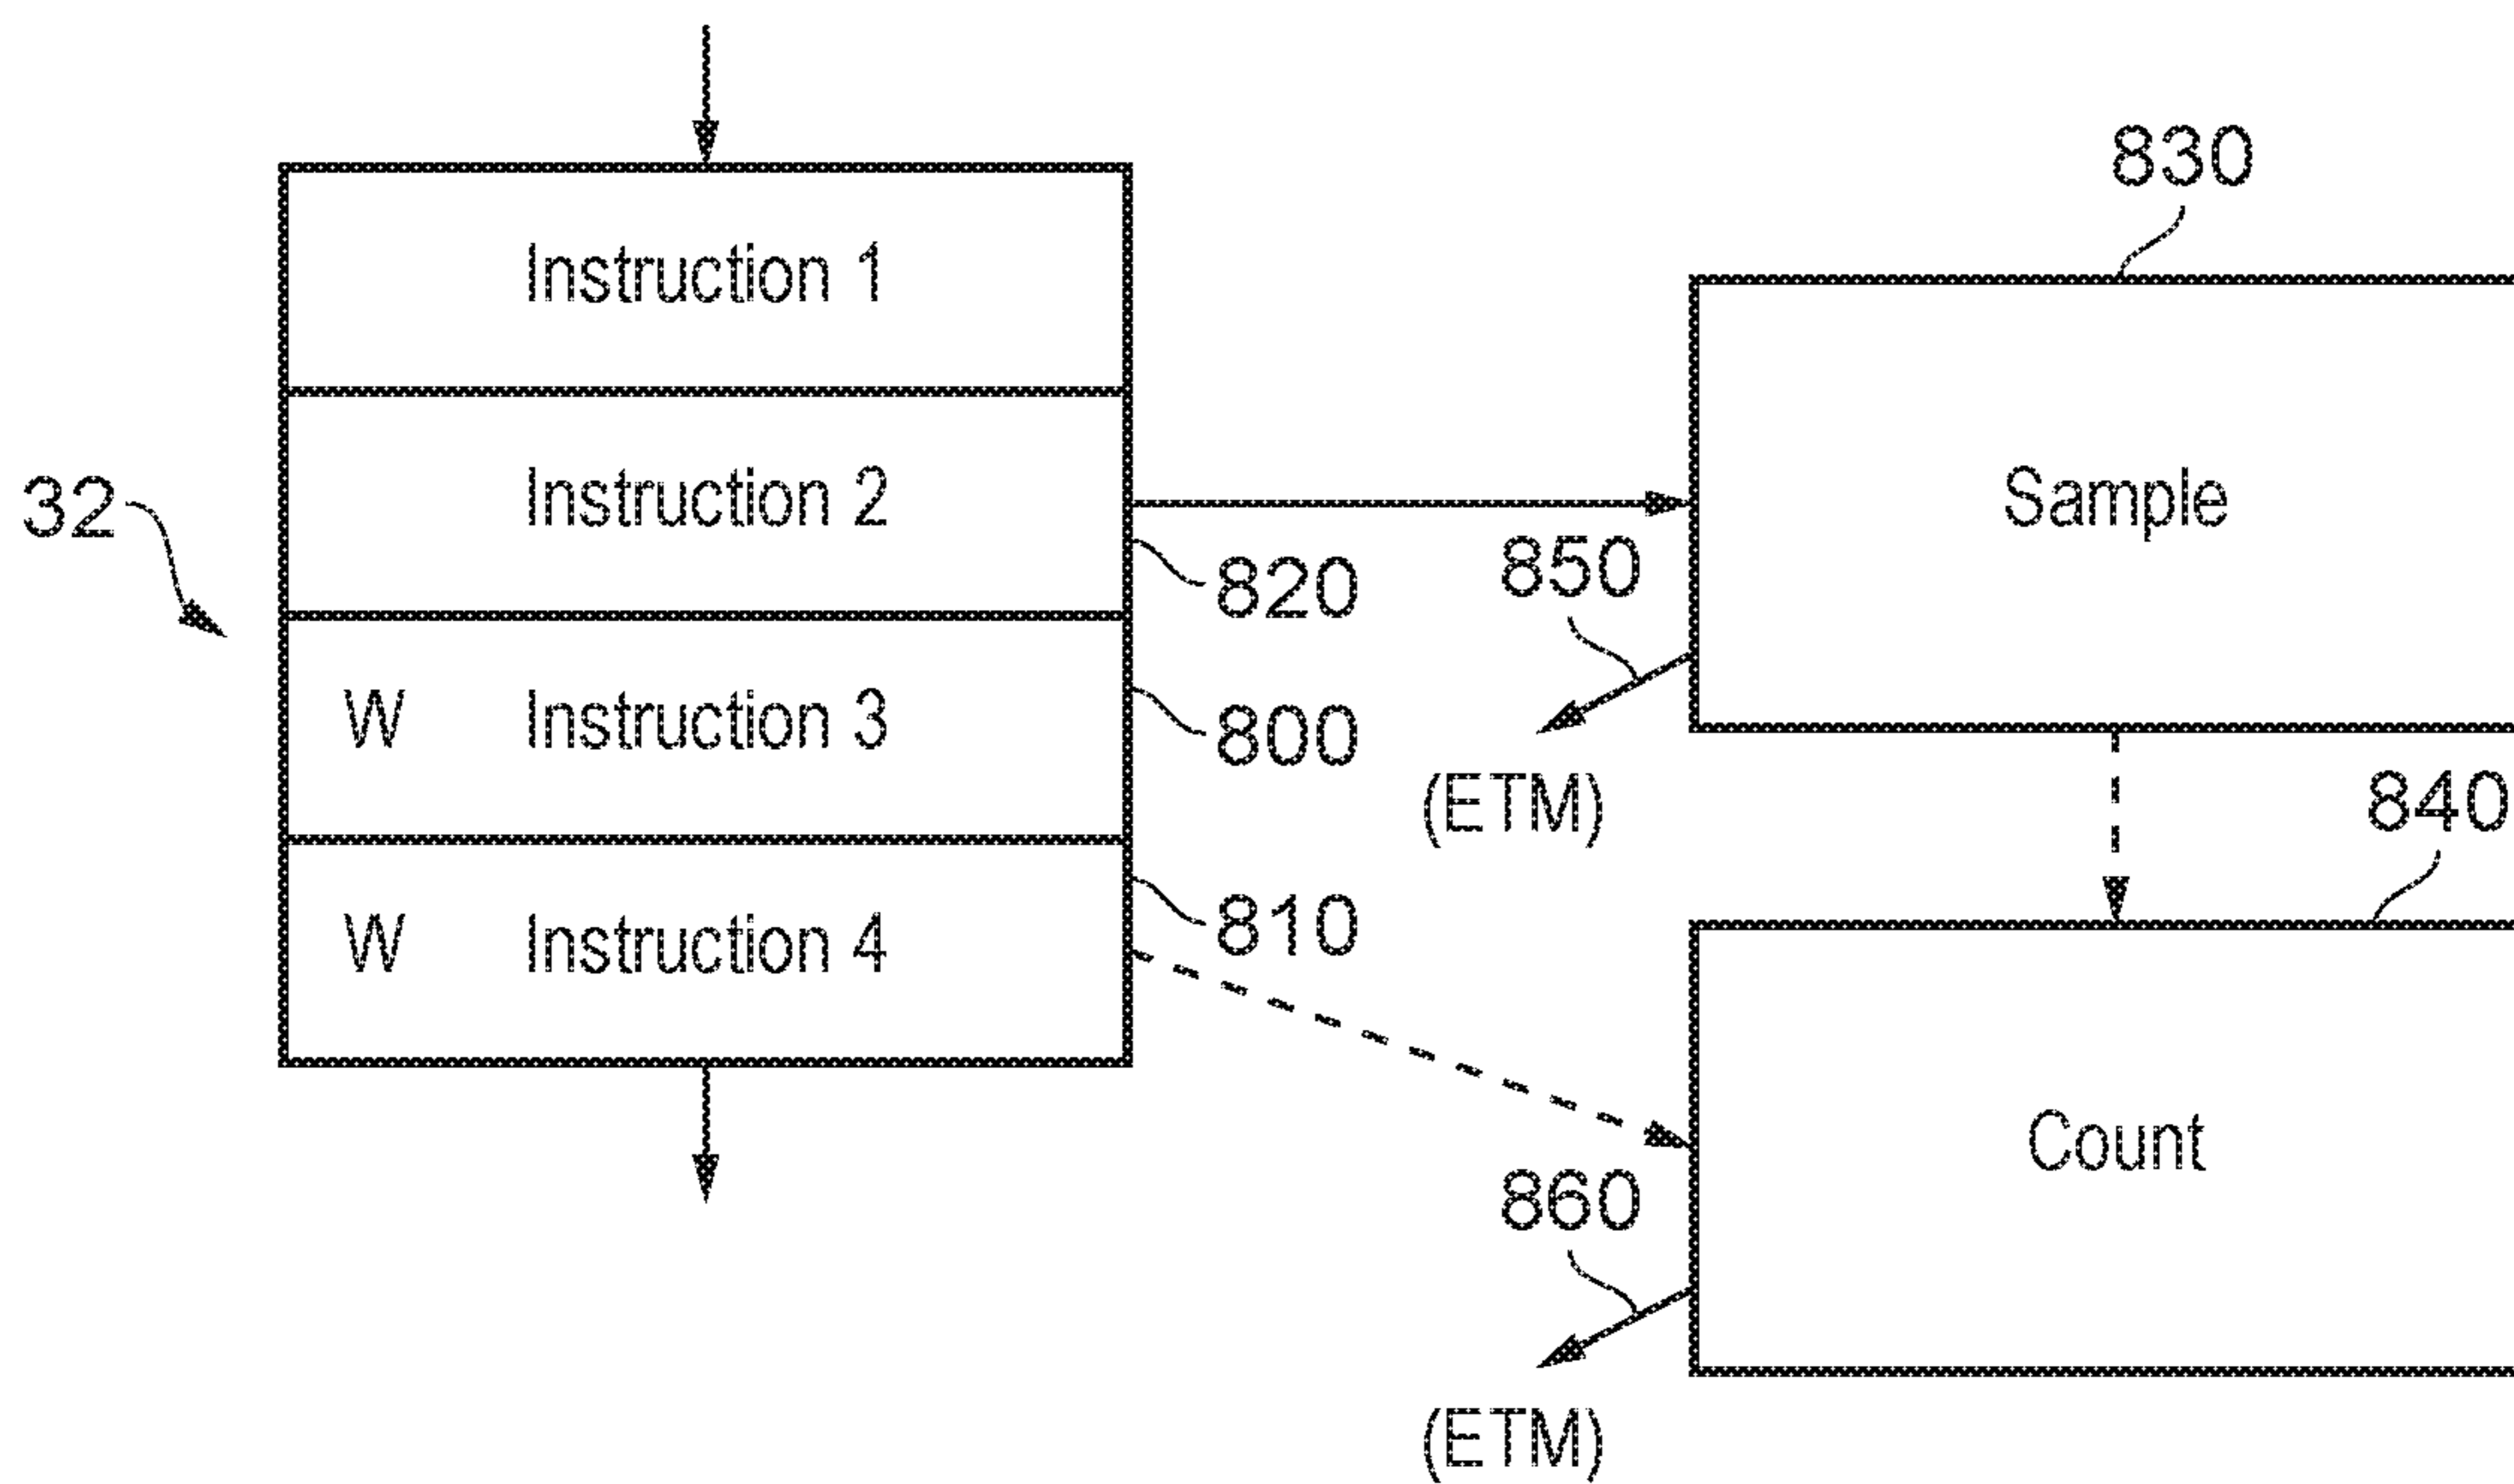 830
Instruction 1
32
Instruction 2
Sample
820
850
W Instruction 3
800
(ETM)
840
W Instruction 4
810
Count
860
(ETM)